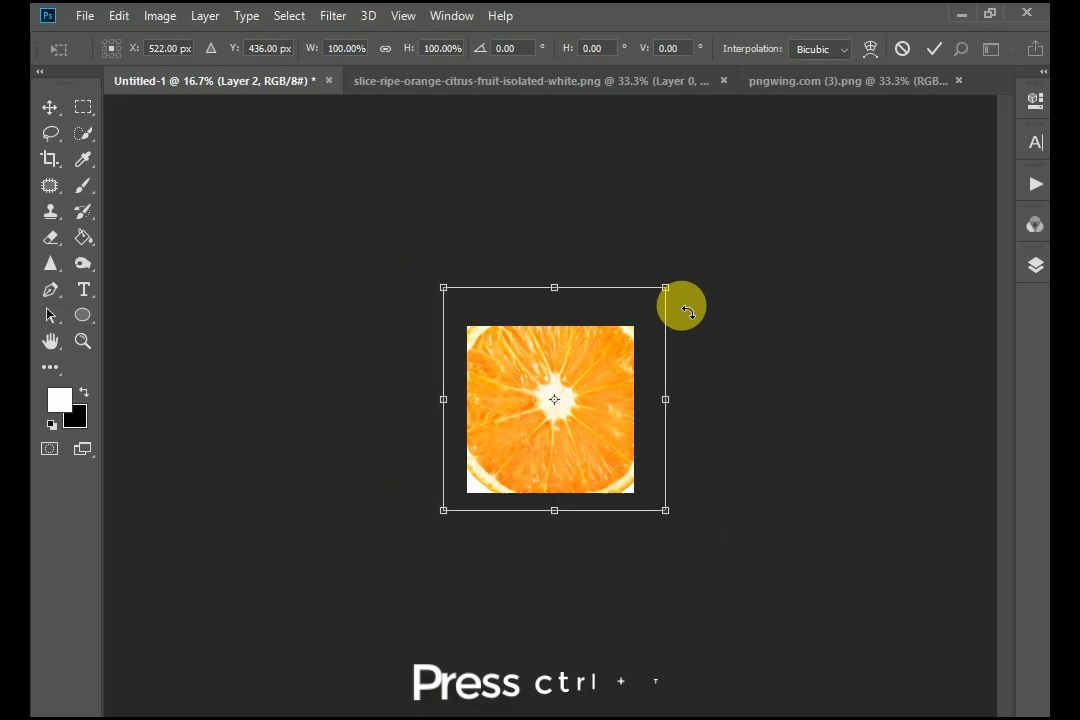 Ps File Edit Image Layer Type Select Filter 3D View Window Help
X: 522.00 px Y: 436.00 px W: 100.00% H: 100.00% 0.00 ° H: 0.00 ° V: 0.00 ° Interpolation: Bicubic
Untitled-1 @ 16.7% (Layer 2, RGB/8#) * × slice-ripe-orange-citrus-fruit-isolated-white.png @ 33.3% (Layer 0, ... × pngwing.com (3).png @ 33.3% (RGB... ×
Press ctrl + T